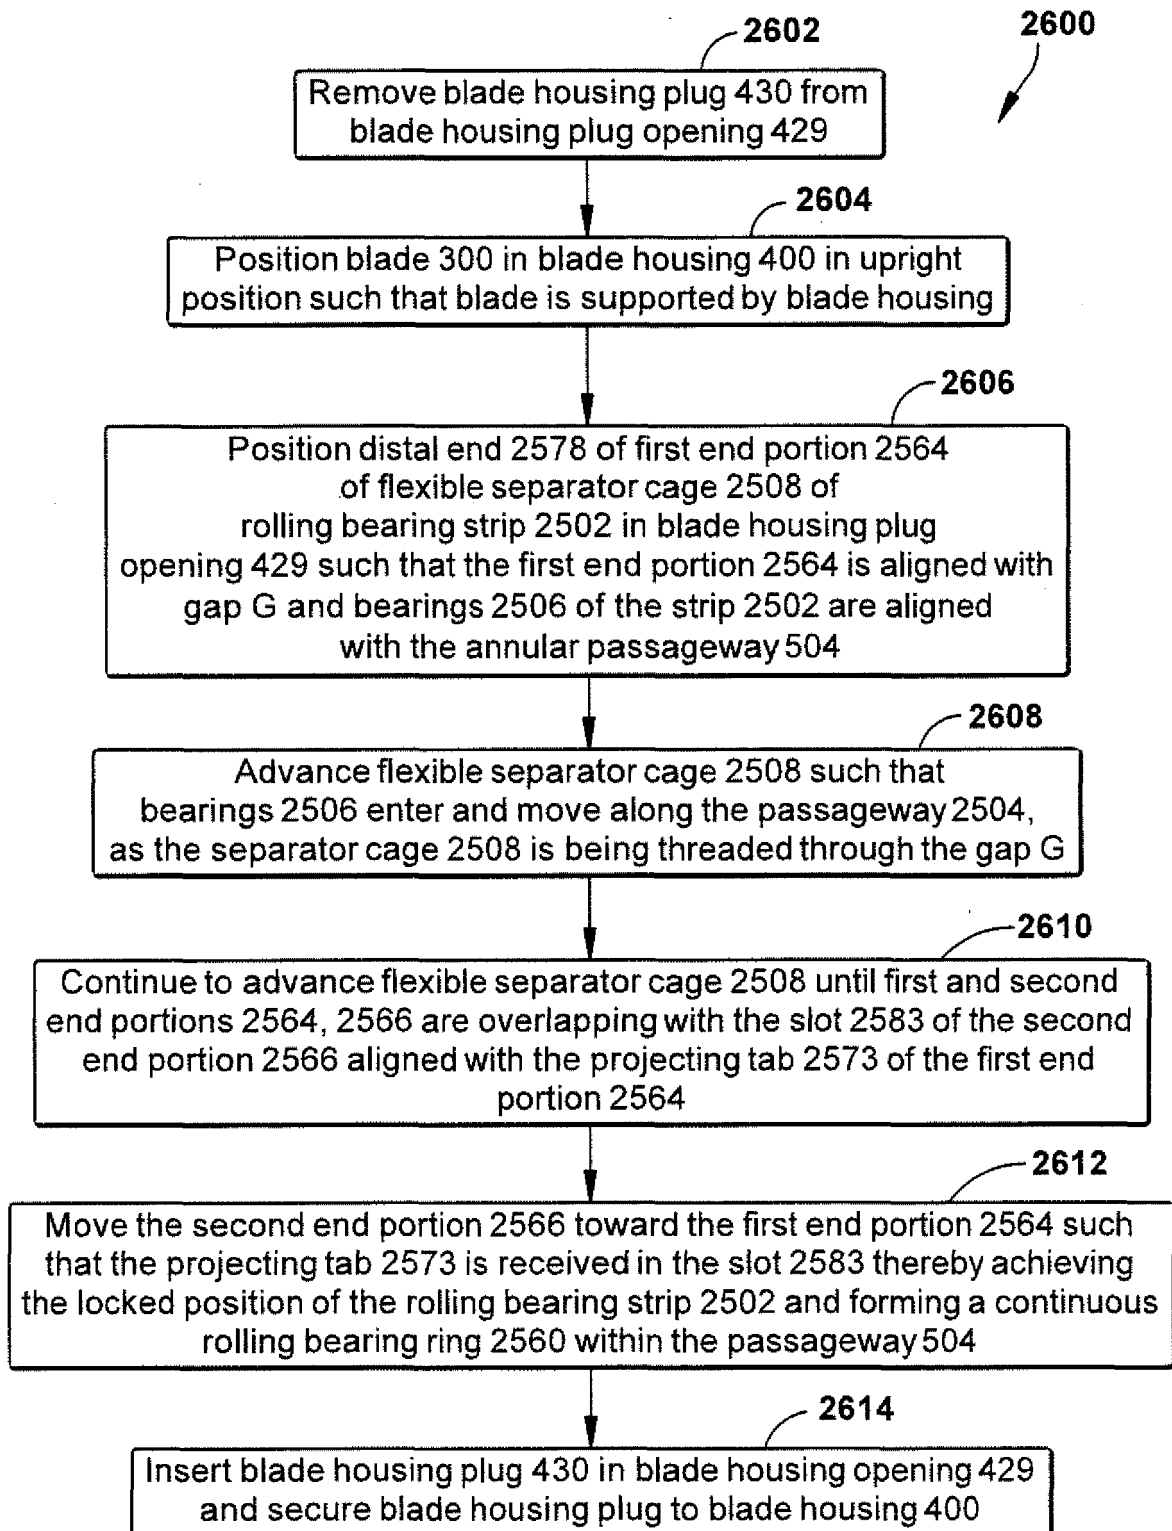 2602
2600
Remove blade housing plug 430 from
blade housing plug opening 429
2604
Position blade 300 in blade housing 400 in upright
position such that blade is supported by blade housing
2606
Position distal end 2578 of first end portion 2564
of flexible separator cage 2508 of
rolling bearing strip 2502 in blade housing plug
opening 429 such that the first end portion 2564 is aligned with
gap G and bearings 2506 of the strip 2502 are aligned
with the annular passageway 504
2608
Advance flexible separator cage 2508 such that
bearings 2506 enter and move along the passageway 2504,
as the separator cage 2508 is being threaded through the gap G
2610
Continue to advance flexible separator cage 2508 until first and second
end portions 2564, 2566 are overlapping with the slot 2583 of the second
end portion 2566 aligned with the projecting tab 2573 of the first end
portion 2564
2612
Move the second end portion 2566 toward the first end portion 2564 such
that the projecting tab 2573 is received in the slot 2583 thereby achieving
the locked position of the rolling bearing strip 2502 and forming a continuous
rolling bearing ring 2560 within the passageway 504
2614
Insert blade housing plug 430 in blade housing opening 429
and secure blade housing plug to blade housing 400